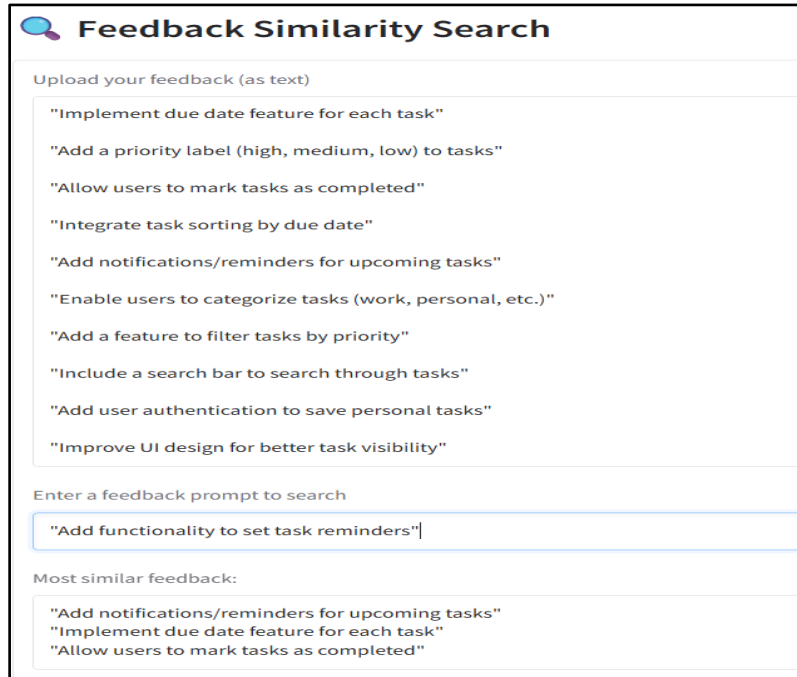 Feedback Similarity Search
Upload your feedback (as text)
"Implement due date feature for each task"
"Add a priority label (high, medium, low) to tasks"
"Allow users to mark tasks as completed"
"Integrate task sorting by due date"
"Add notifications/reminders for upcoming tasks"
"Enable users to categorize tasks (work, personal, etc.)"
"Add a feature to filter tasks by priority"
"Include a search bar to search through tasks"
"Add user authentication to save personal tasks"
"Improve UI design for better task visibility"
Enter a feedback prompt to search
"Add functionality to set task reminders"
Most similar feedback:
"Add notifications/reminders for upcoming tasks"
"Implement due date feature for each task"
"Allow users to mark tasks as completed"